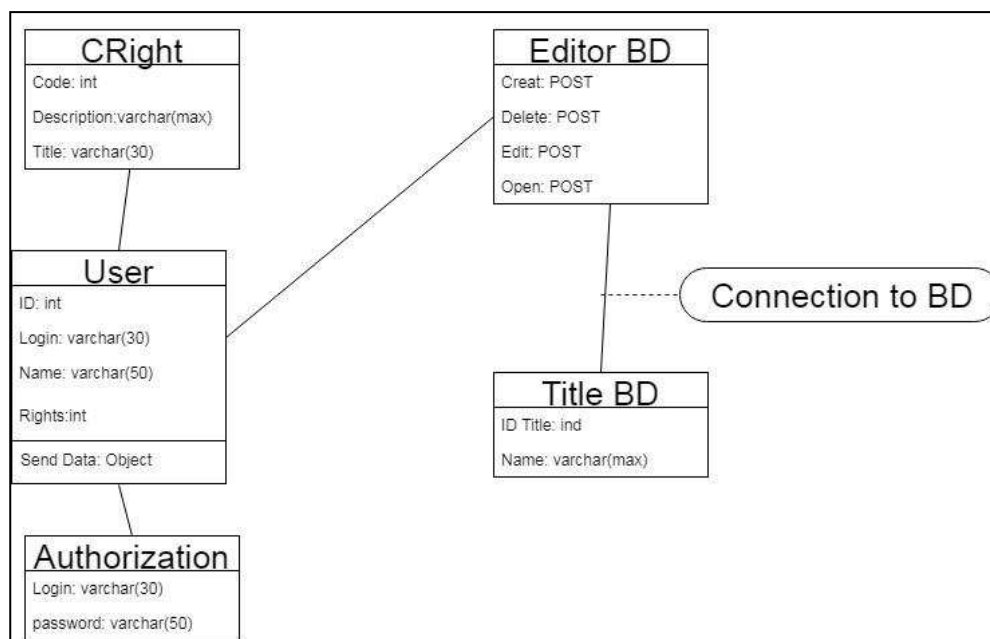 CRight
Code: int
Description:varchar(max)
Title: varchar(30)
Editor BD
Creat: POST
Delete: POST
Edit: POST
Open: POST
User
ID: int
Login: varchar(30)
Name: varchar(50)
Rights:int
Send Data: Object
Connection to BD
Title BD
ID Title: ind
Name: varchar(max)
Authorization
Login: varchar(30)
password: varchar(50)